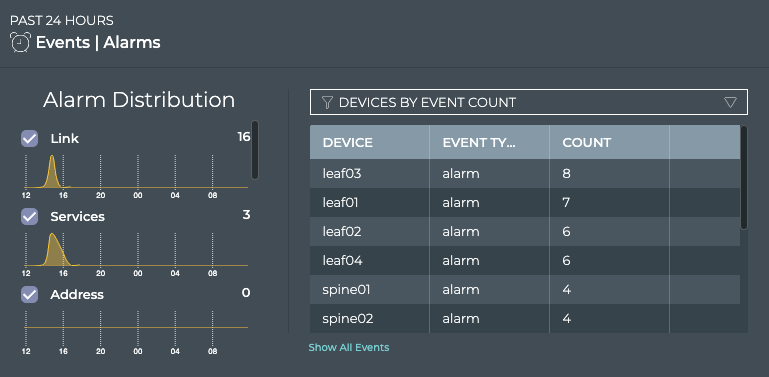 PAST 24 HOURS
Events | Alarms
Alarm Distribution
Link 16
12 16 20 00 04 08
Services 3
12 16 20 00 04 08
Address 0
12 16 20 00 04 08
DEVICES BY EVENT COUNT
DEVICE EVENT TY... COUNT
leaf03 alarm 8
leaf01 alarm 7
leaf02 alarm 6
leaf04 alarm 6
spine01 alarm 4
spine02 alarm 4
Show All Events